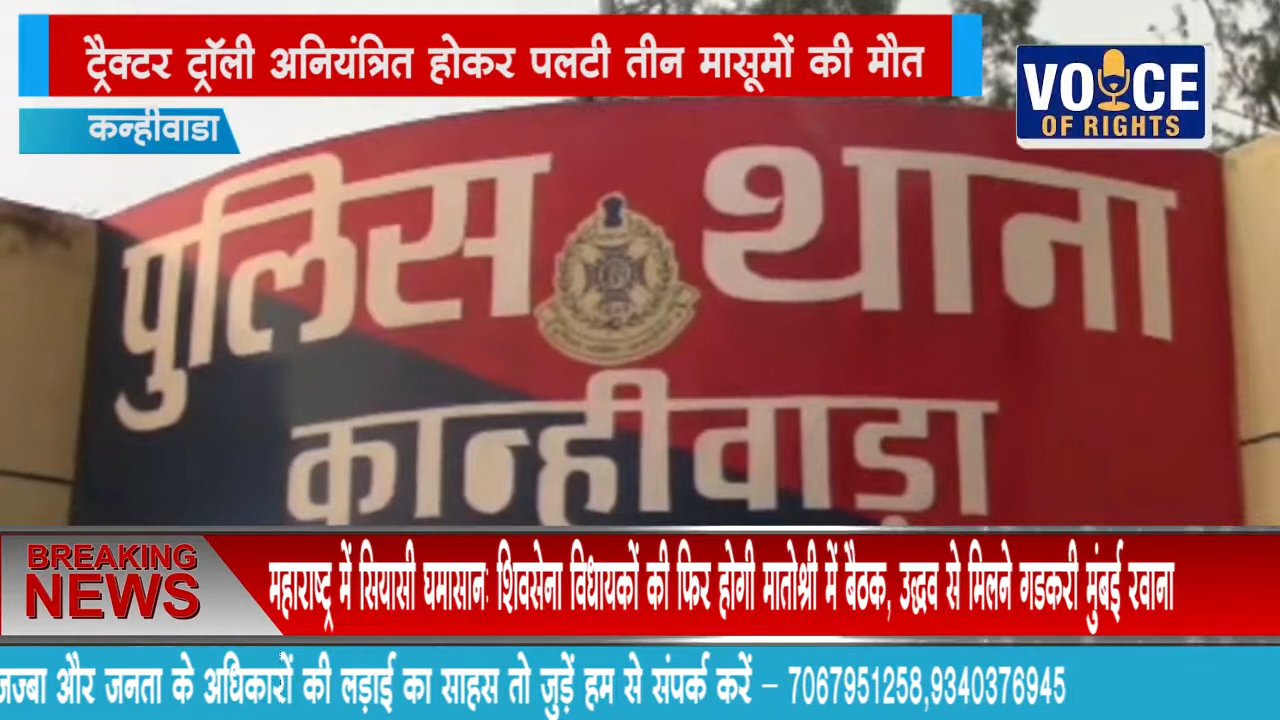 ट्रैक्टर ट्रॉली अनियंत्रित होकर पलटी तीन मासूमों की मौत
VOICE
OF RIGHTS
कन्हीवाडा
पुलिस थाना
कान्हीवाड़ा
BREAKING
NEWS
महाराष्ट्र में सियासी घमासान: शिवसेना विधायकों की फिर होगी मातोश्री में बैठक, उद्धव से मिलने गडकरी मुंबई रवाना
जज्बा और जनता के अधिकारों की लड़ाई का साहस तो जुड़ें हम से संपर्क करें – 7067951258,9340376945